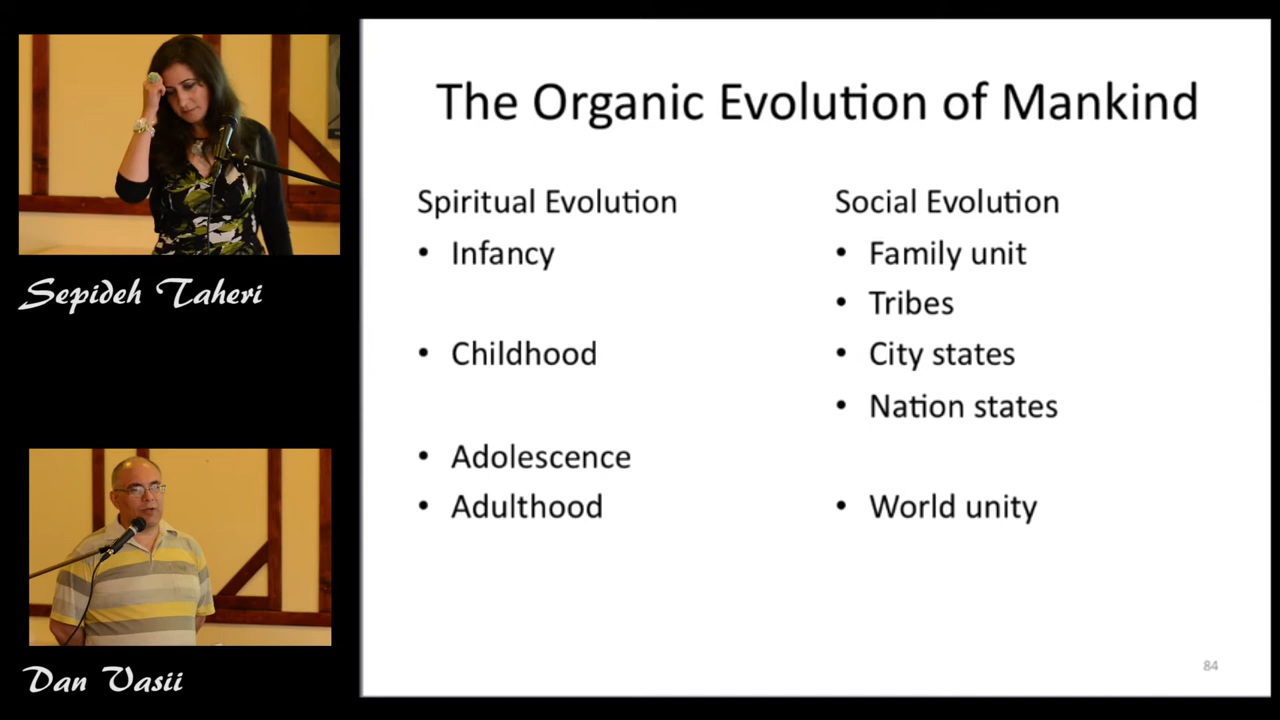 Sepideh Taheri
Dan Vasii
The Organic Evolution of Mankind
Spiritual Evolution
• Infancy
• Childhood
• Adolescence
• Adulthood
Social Evolution
• Family unit
• Tribes
• City states
• Nation states
• World unity
84